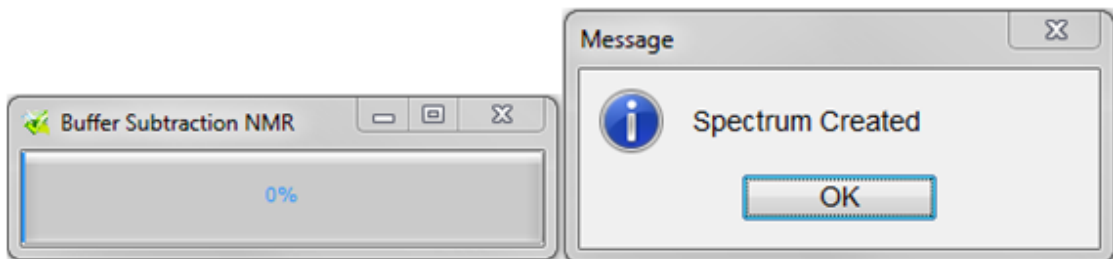 Buffer Subtraction NMR
0%
Message
Spectrum Created
OK